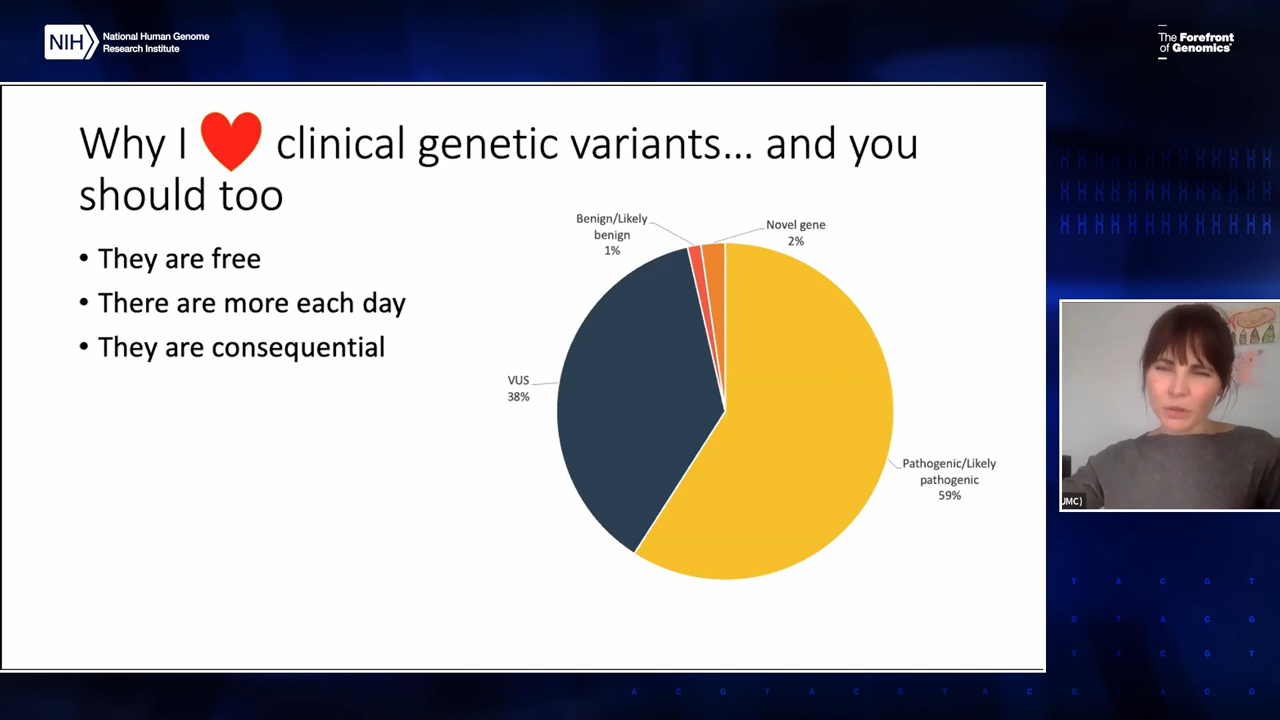 NIH
National Human Genome
Research Institute
The Forefront
of Genomics®
Why I clinical genetic variants... and you
should too
• They are free
• There are more each day
• They are consequential
Benign/Likely
benign
1%
Novel gene
2%
VUS
38%
Pathogenic/Likely
pathogenic
59%
JMC)
T A C G T
G T A C G
T A C G T
A C G T A C G T A C G T A C G